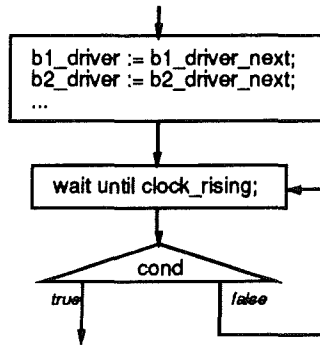 b1_driver := b1_driver_next;
b2_driver := b2_driver_next;
...
wait until clock_rising;
cond
true
false